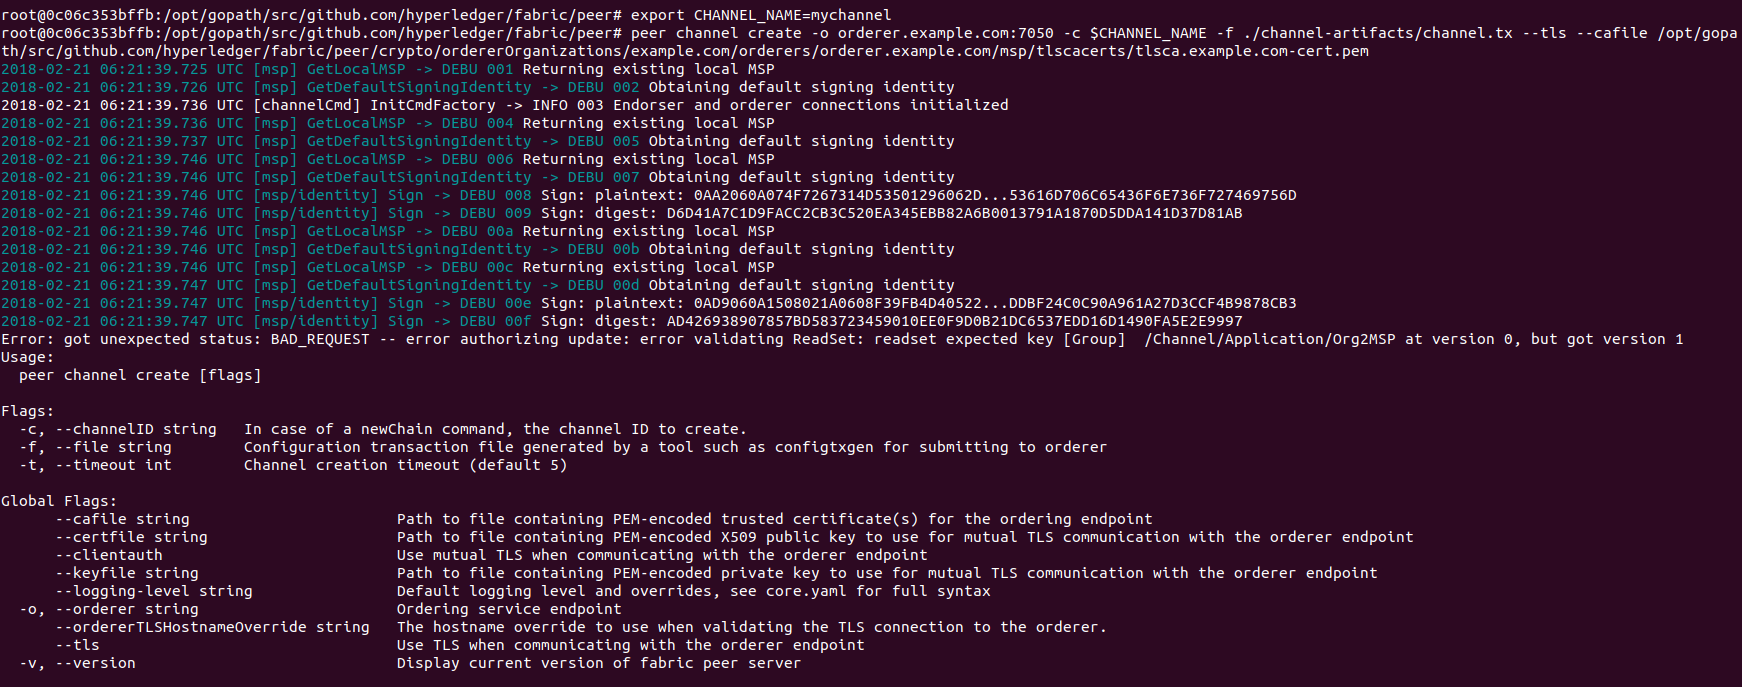 root@0c06c353bffb:/opt/gopath/src/github.com/hyperledger/fabric/peer# export CHANNEL_NAME=mychannel
root@0c06c353bffb:/opt/gopath/src/github.com/hyperledger/fabric/peer# peer channel create -o orderer.example.com:7050 -c $CHANNEL_NAME -f ./channel-artifacts/channel.tx --tls --cafile /opt/gopa
th/src/github.com/hyperledger/fabric/peer/crypto/ordererOrganizations/example.com/orderers/orderer.example.com/msp/tlscacerts/tlsca.example.com-cert.pem
2018-02-21 06:21:39.725 UTC [msp] GetLocalMSP -> DEBU 001 Returning existing local MSP
2018-02-21 06:21:39.726 UTC [msp] GetDefaultSigningIdentity -> DEBU 002 Obtaining default signing identity
2018-02-21 06:21:39.736 UTC [channelCmd] InitCmdFactory -> INFO 003 Endorser and orderer connections initialized
2018-02-21 06:21:39.736 UTC [msp] GetLocalMSP -> DEBU 004 Returning existing local MSP
2018-02-21 06:21:39.737 UTC [msp] GetDefaultSigningIdentity -> DEBU 005 Obtaining default signing identity
2018-02-21 06:21:39.746 UTC [msp] GetLocalMSP -> DEBU 006 Returning existing local MSP
2018-02-21 06:21:39.746 UTC [msp] GetDefaultSigningIdentity -> DEBU 007 Obtaining default signing identity
2018-02-21 06:21:39.746 UTC [msp/identity] Sign -> DEBU 008 Sign: plaintext: 0AA2060A074F7267314D53501296062D...53616D706C65436F6E736F727469756D
2018-02-21 06:21:39.746 UTC [msp/identity] Sign -> DEBU 009 Sign: digest: D6D41A7C1D9FACC2CB3C520EA345EBB82A6B0013791A1870D5DDA141D37D81AB
2018-02-21 06:21:39.746 UTC [msp] GetLocalMSP -> DEBU 00a Returning existing local MSP
2018-02-21 06:21:39.746 UTC [msp] GetDefaultSigningIdentity -> DEBU 00b Obtaining default signing identity
2018-02-21 06:21:39.746 UTC [msp] GetLocalMSP -> DEBU 00c Returning existing local MSP
2018-02-21 06:21:39.747 UTC [msp] GetDefaultSigningIdentity -> DEBU 00d Obtaining default signing identity
2018-02-21 06:21:39.747 UTC [msp/identity] Sign -> DEBU 00e Sign: plaintext: 0AD9060A1508021A0608F39FB4D40522...DDBF24C0C90A961A27D3CCF4B9878CB3
2018-02-21 06:21:39.747 UTC [msp/identity] Sign -> DEBU 00f Sign: digest: AD426938907857BD583723459010EE0F9D0B21DC6537EDD16D1490FA5E2E9997
Error: got unexpected status: BAD_REQUEST -- error authorizing update: error validating ReadSet: readset expected key [Group]  /Channel/Application/Org2MSP at version 0, but got version 1
Usage:
  peer channel create [flags]

Flags:
  -c, --channelID string   In case of a newChain command, the channel ID to create.
  -f, --file string        Configuration transaction file generated by a tool such as configtxgen for submitting to orderer
  -t, --timeout int        Channel creation timeout (default 5)

Global Flags:
      --cafile string                       Path to file containing PEM-encoded trusted certificate(s) for the ordering endpoint
      --certfile string                     Path to file containing PEM-encoded X509 public key to use for mutual TLS communication with the orderer endpoint
      --clientauth                          Use mutual TLS when communicating with the orderer endpoint
      --keyfile string                      Path to file containing PEM-encoded private key to use for mutual TLS communication with the orderer endpoint
      --logging-level string                Default logging level and overrides, see core.yaml for full syntax
  -o, --orderer string                      Ordering service endpoint
      --ordererTLSHostnameOverride string   The hostname override to use when validating the TLS connection to the orderer.
      --tls                                 Use TLS when communicating with the orderer endpoint
  -v, --version                             Display current version of fabric peer server